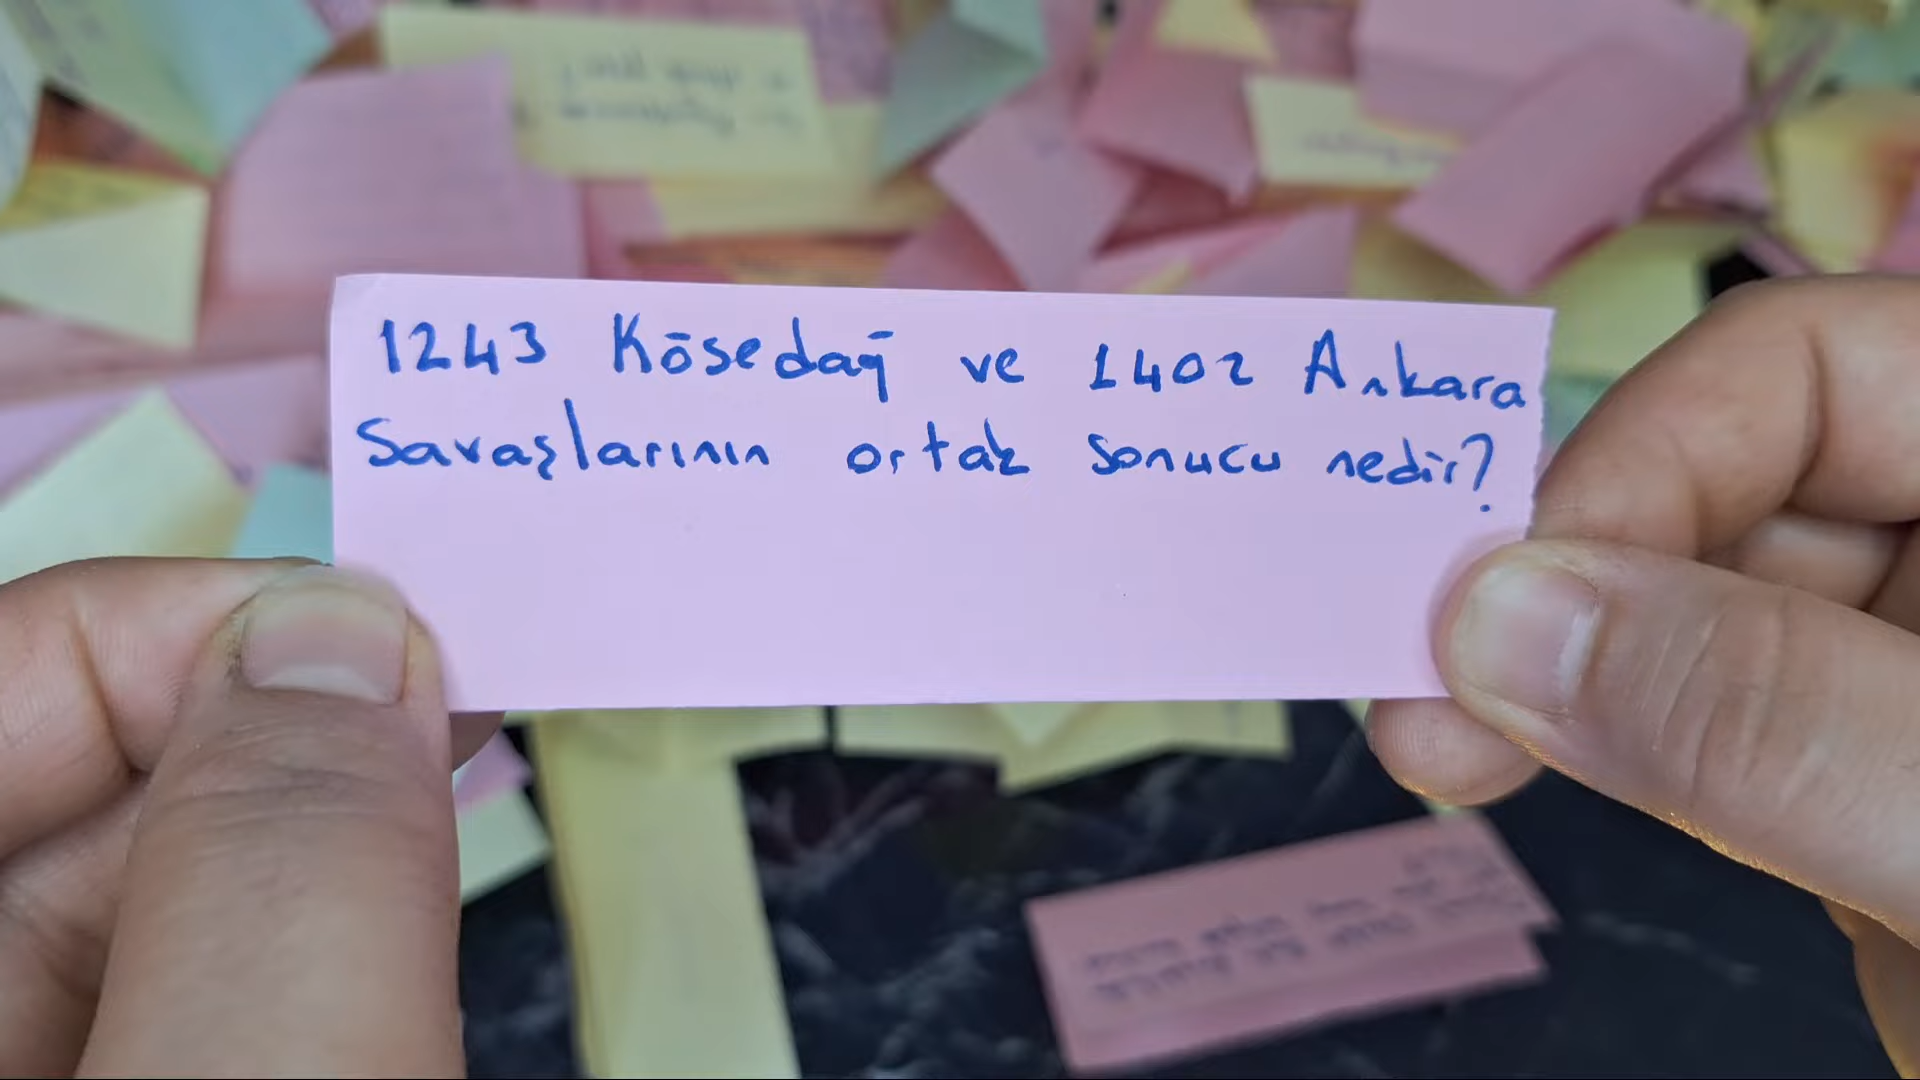 1243 Kösedağ ve 1402 Ankara
Savaşlarının ortak sonucu nedir?